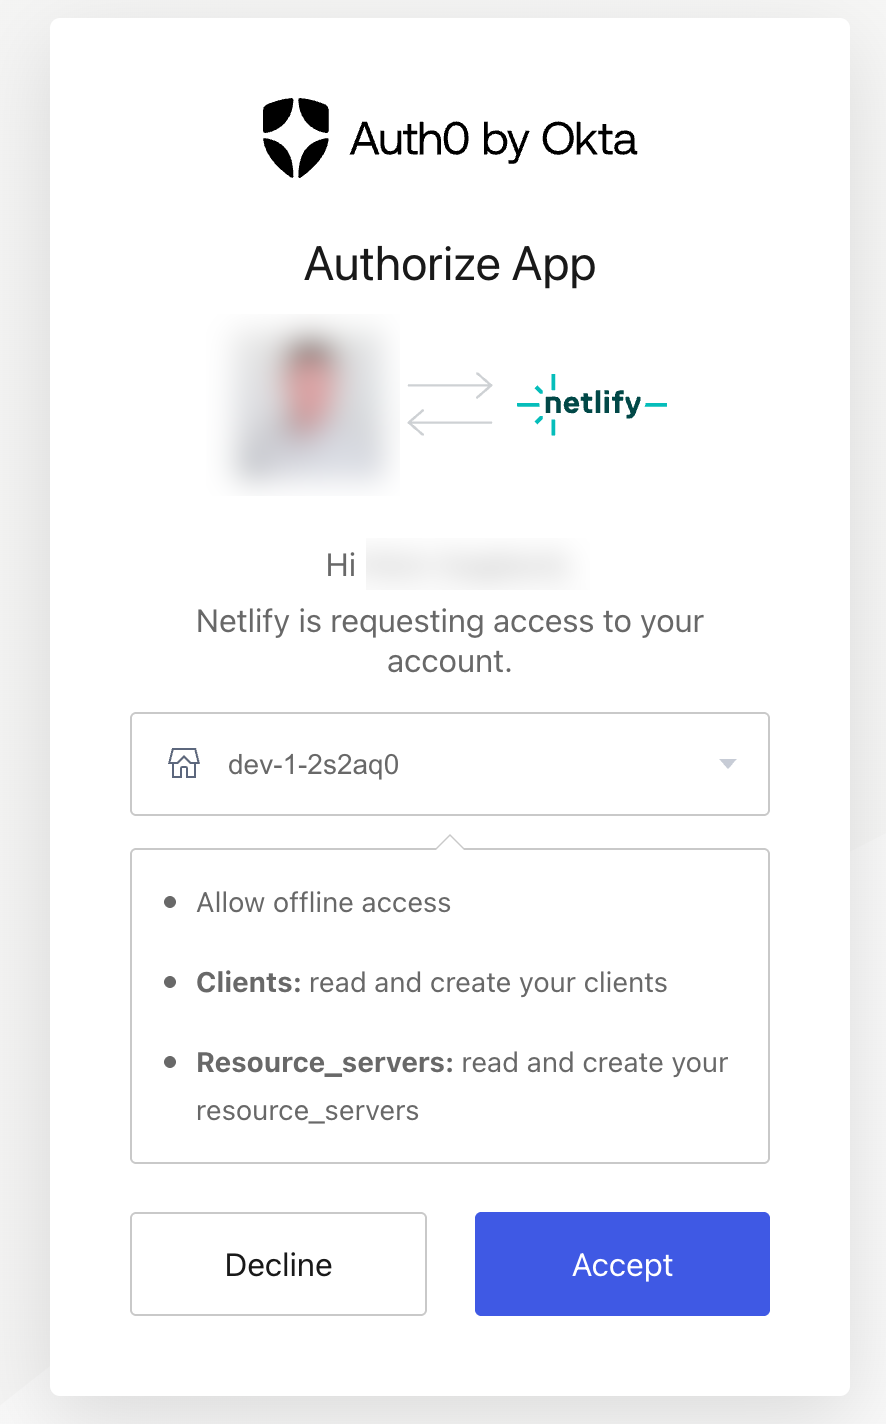 Auth0 by Okta
Authorize App
netlify
Hi
Netlify is requesting access to your
account.
dev-1-2s2aq0
Allow offline access
Clients: read and create your clients
Resource_servers: read and create your
resource_servers
Decline
Accept